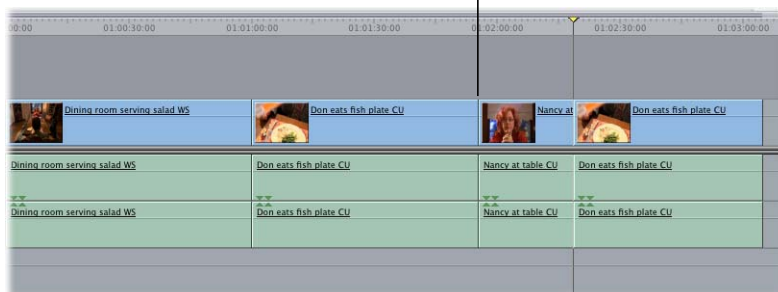 00:00 01:00:30:00 01:01:00:00 01:01:30:00 01:02:00:00 01:02:30:00 01:03:00:00
Dining room serving salad WS Don eats fish plate CU Nancy at Don eats fish plate CU
Dining room serving salad WS Don eats fish plate CU Nancy at table CU Don eats fish plate CU
Dining room serving salad WS Don eats fish plate CU Nancy at table CU Don eats fish plate CU